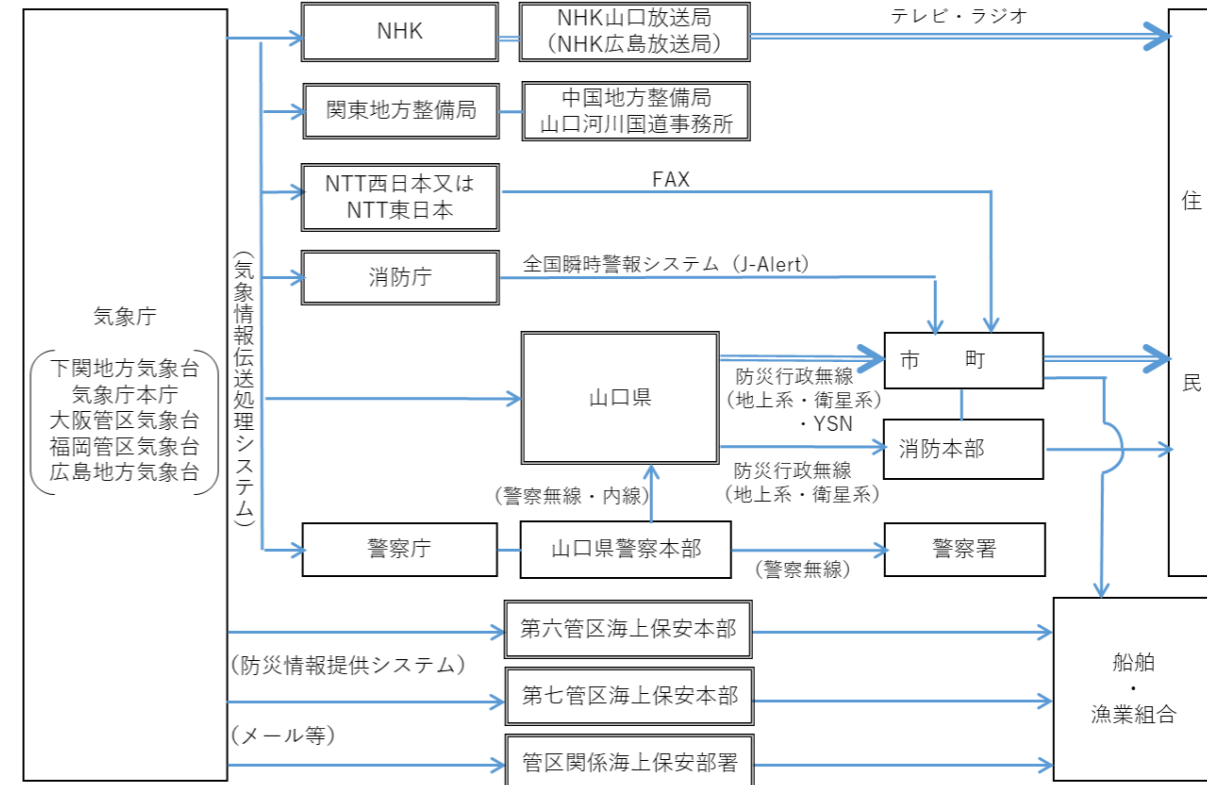 気象庁
下関地方気象台
気象庁本庁
大阪管区気象台
福岡管区気象台
広島地方気象台
(気象情報伝送処理システム)
NHK
NHK山口放送局
（NHK広島放送局）
テレビ・ラジオ
関東地方整備局
中国地方整備局
山口河川国道事務所
NTT西日本又は
NTT東日本
FAX
消防庁
全国瞬時警報システム（J-Alert）
山口県
防災行政無線
（地上系・衛星系）
・YSN
市　町
防災行政無線
（地上系・衛星系）
消防本部
（警察無線・内線）
警察庁
山口県警察本部
（警察無線）
警察署
住民
(防災情報提供システム)
(メール等)
第六管区海上保安本部
第七管区海上保安本部
管区関係海上保安部署
船舶
・
漁業組合